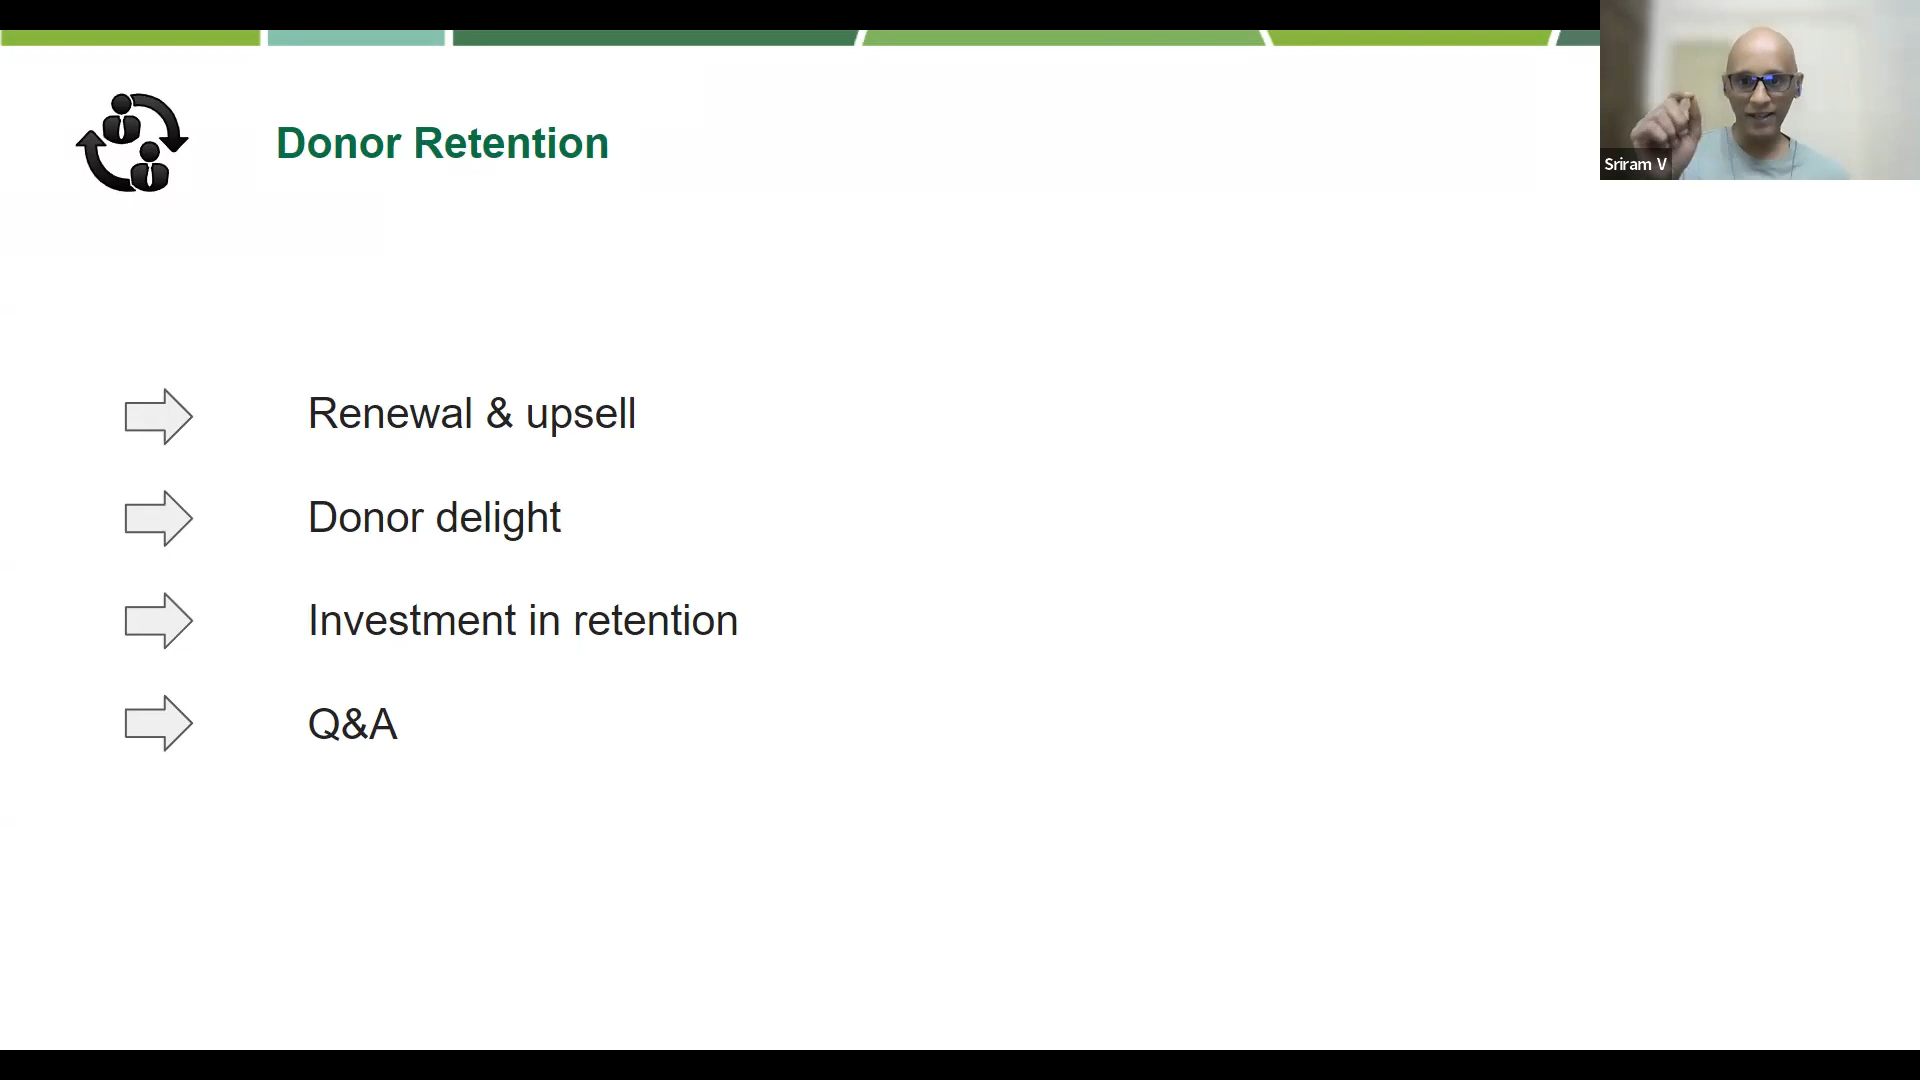 Donor Retention
Sriram V
Renewal & upsell
Donor delight
Investment in retention
Q&A